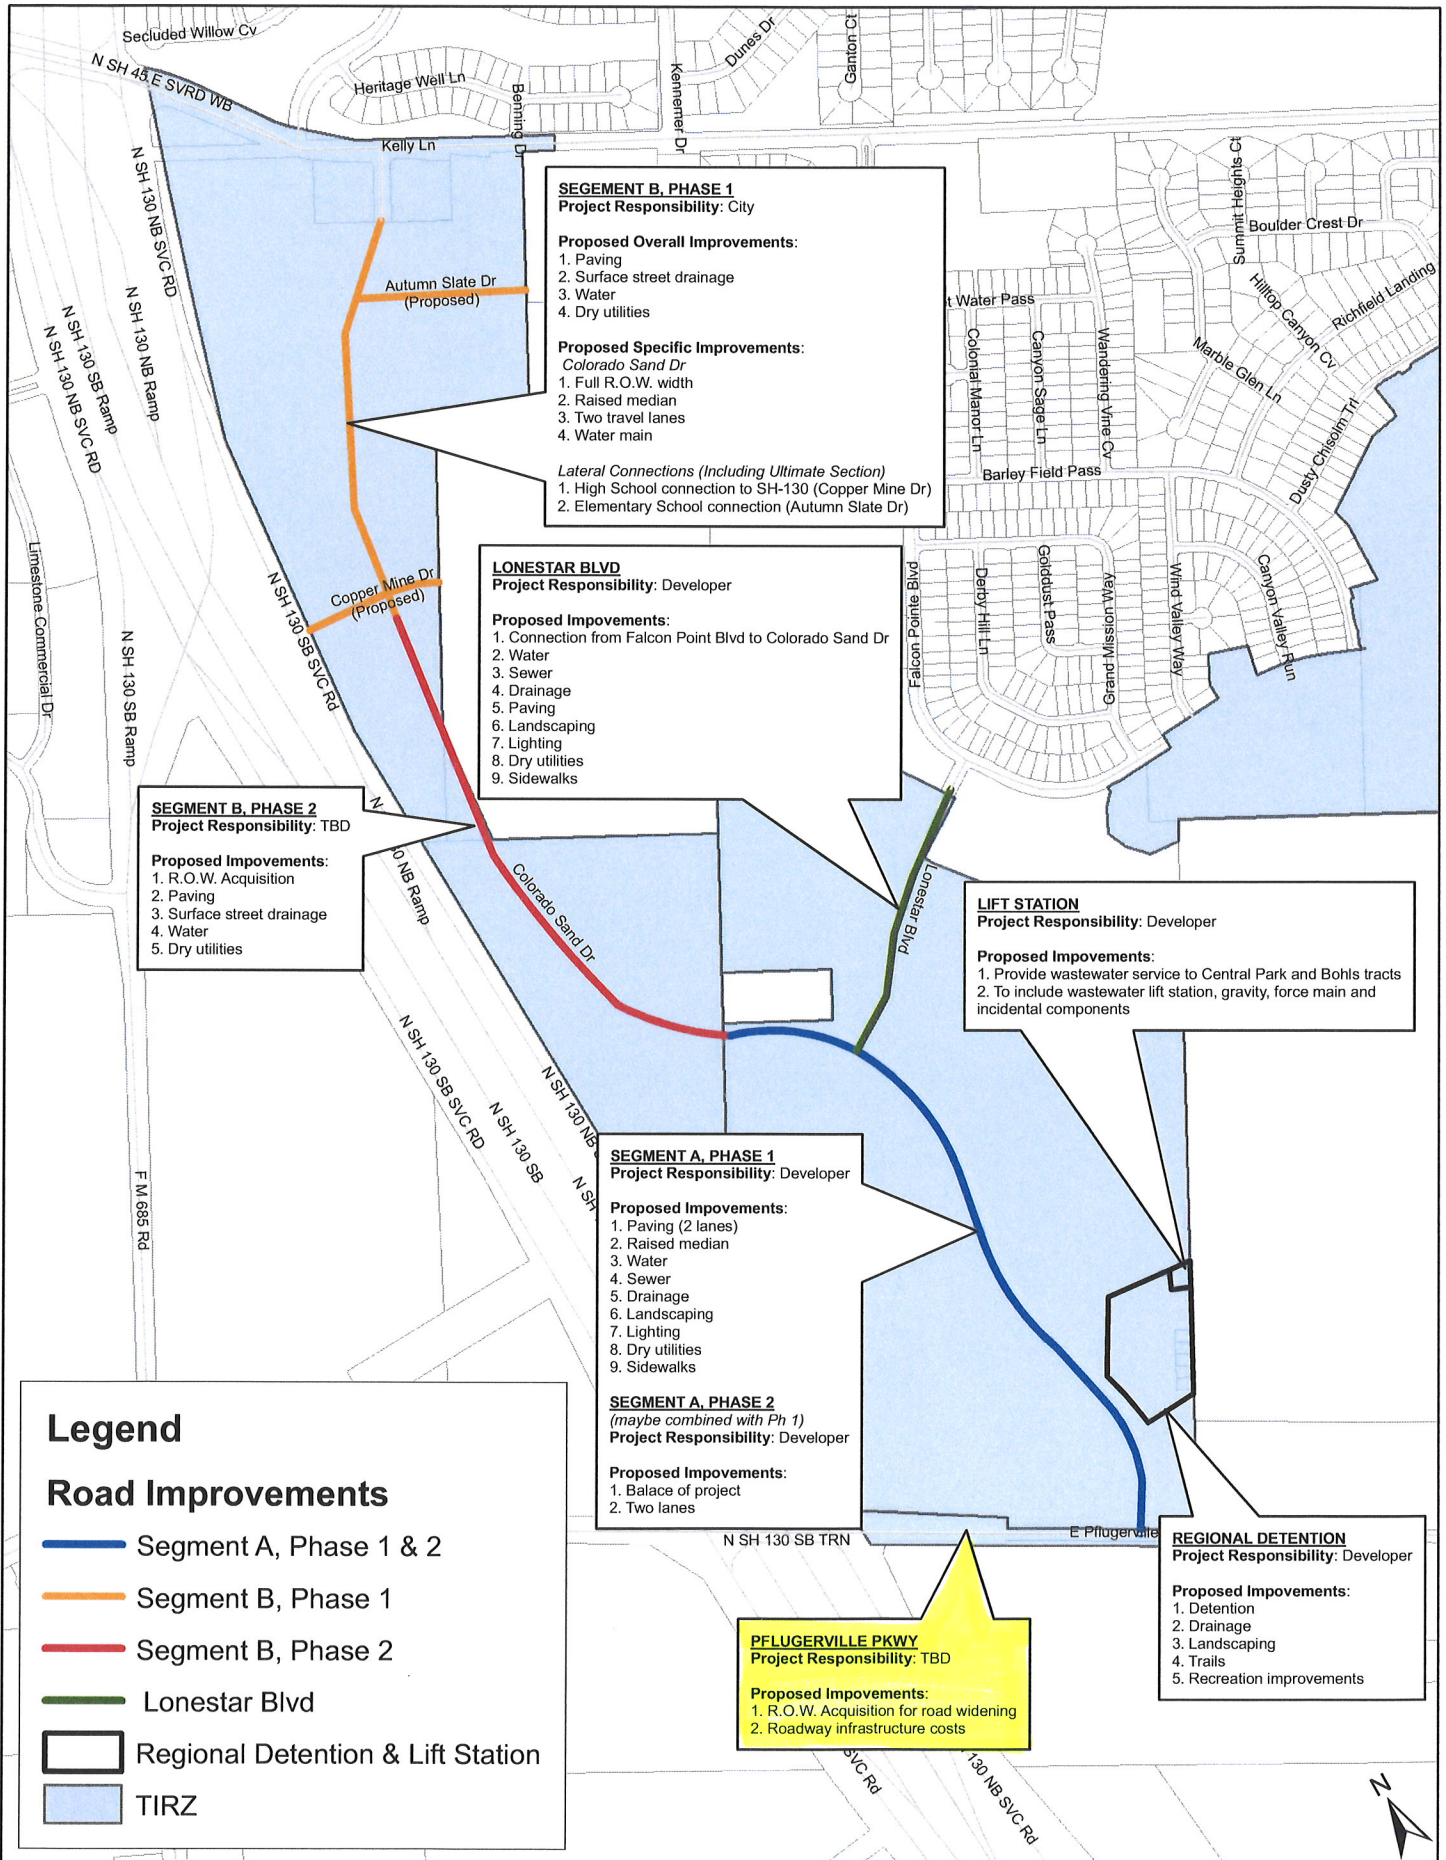 Secluded Willow Cv
N SH 45 E SVRD WB
Heritage Well Ln
Benning Dr
Kennemer Dr
Dunes Dr
Ganton Ct
Kelly Ln
N SH 130 NB SVC RD
N SH 130 NB Ramp
N SH 130 SB Ramp
N SH 130 NB SVC RD
Autumn Slate Dr
(Proposed)
SEGEMENT B, PHASE 1
Project Responsibility: City
Proposed Overall Improvements:
1. Paving
2. Surface street drainage
3. Water
4. Dry utilities
Proposed Specific Improvements:
Colorado Sand Dr
1. Full R.O.W. width
2. Raised median
3. Two travel lanes
4. Water main
Lateral Connections (Including Ultimate Section)
1. High School connection to SH-130 (Copper Mine Dr)
2. Elementary School connection (Autumn Slate Dr)
Summit Heights Ct
Boulder Crest Dr
Hilltop Canyon Cv
Richfield Landing
t Water Pass
Colonial Manor Ln
Canyon Sage Ln
Wandering Vine Cv
Marble Glen Ln
Dusty Chisolm Trl
Barley Field Pass
Falcon Pointe Blvd
Derby Hill Ln
Golddust Pass
Grand Mission Way
Wind Valley Way
Canyon Valley Run
Limestone Commercial Dr
N SH 130 SB Ramp
N SH 130 SB SVC Rd
Copper Mine Dr
(Proposed)
LONESTAR BLVD
Project Responsibility: Developer
Proposed Impovements:
1. Connection from Falcon Point Blvd to Colorado Sand Dr
2. Water
3. Sewer
4. Drainage
5. Paving
6. Landscaping
7. Lighting
8. Dry utilities
9. Sidewalks
SEGMENT B, PHASE 2
Project Responsibility: TBD
Proposed Impovements:
1. R.O.W. Acquisition
2. Paving
3. Surface street drainage
4. Water
5. Dry utilities
N
30 NB Ramp
Colorado Sand Dr
Lonestar Blvd
LIFT STATION
Project Responsibility: Developer
Proposed Impovements:
1. Provide wastewater service to Central Park and Bohls tracts
2. To include wastewater lift station, gravity, force main and
incidental components
N SH 130 SB SVC RD
N SH 130 SB
N SH 130 NB
N SH
F M 685 Rd
SEGMENT A, PHASE 1
Project Responsibility: Developer
Proposed Impovements:
1. Paving (2 lanes)
2. Raised median
3. Water
4. Sewer
5. Drainage
6. Landscaping
7. Lighting
8. Dry utilities
9. Sidewalks
SEGMENT A, PHASE 2
(maybe combined with Ph 1)
Project Responsibility: Developer
Proposed Impovements:
1. Balace of project
2. Two lanes
N SH 130 SB TRN
E Pflugerville
REGIONAL DETENTION
Project Responsibility: Developer
Proposed Impovements:
1. Detention
2. Drainage
3. Landscaping
4. Trails
5. Recreation improvements
PFLUGERVILLE PKWY
Project Responsibility: TBD
Proposed Impovements:
1. R.O.W. Acquisition for road widening
2. Roadway infrastructure costs
SVC Rd
130 NB SVC Rd
Legend
Road Improvements
Segment A, Phase 1 & 2
Segment B, Phase 1
Segment B, Phase 2
Lonestar Blvd
Regional Detention & Lift Station
TIRZ
N